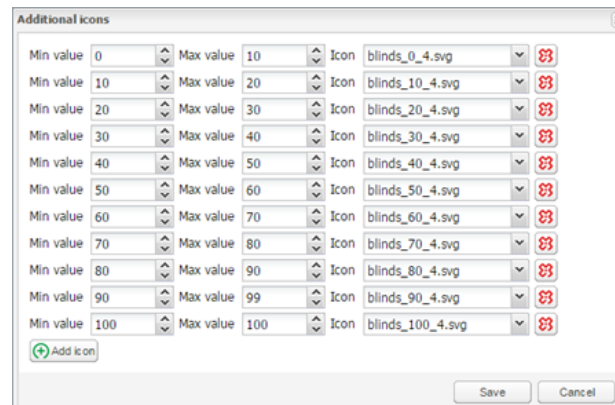 Additional icons
Min value 0 Max value 10 Icon blinds_0_4.svg
Min value 10 Max value 20 Icon blinds_10_4.svg
Min value 20 Max value 30 Icon blinds_20_4.svg
Min value 30 Max value 40 Icon blinds_30_4.svg
Min value 40 Max value 50 Icon blinds_40_4.svg
Min value 50 Max value 60 Icon blinds_50_4.svg
Min value 60 Max value 70 Icon blinds_60_4.svg
Min value 70 Max value 80 Icon blinds_70_4.svg
Min value 80 Max value 90 Icon blinds_80_4.svg
Min value 90 Max value 99 Icon blinds_90_4.svg
Min value 100 Max value 100 Icon blinds_100_4.svg
Add icon
Save Cancel